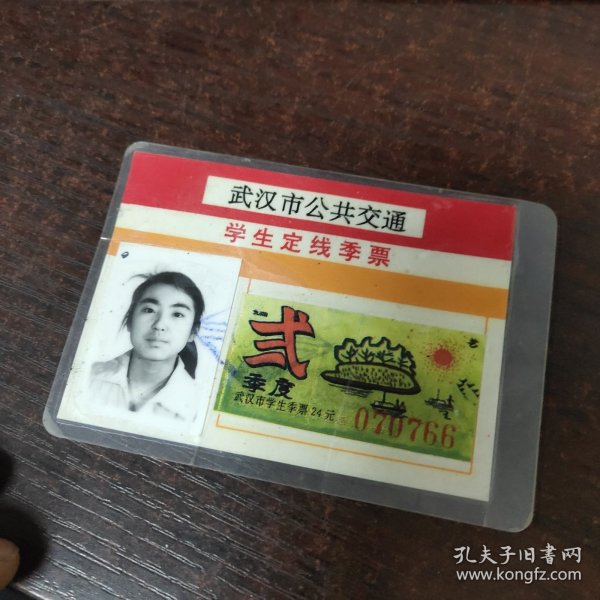 武汉市公共交通
学生定线季票
弍
季度
武汉市学生季票24元
070766
孔夫子旧书网
www.kongfz.com